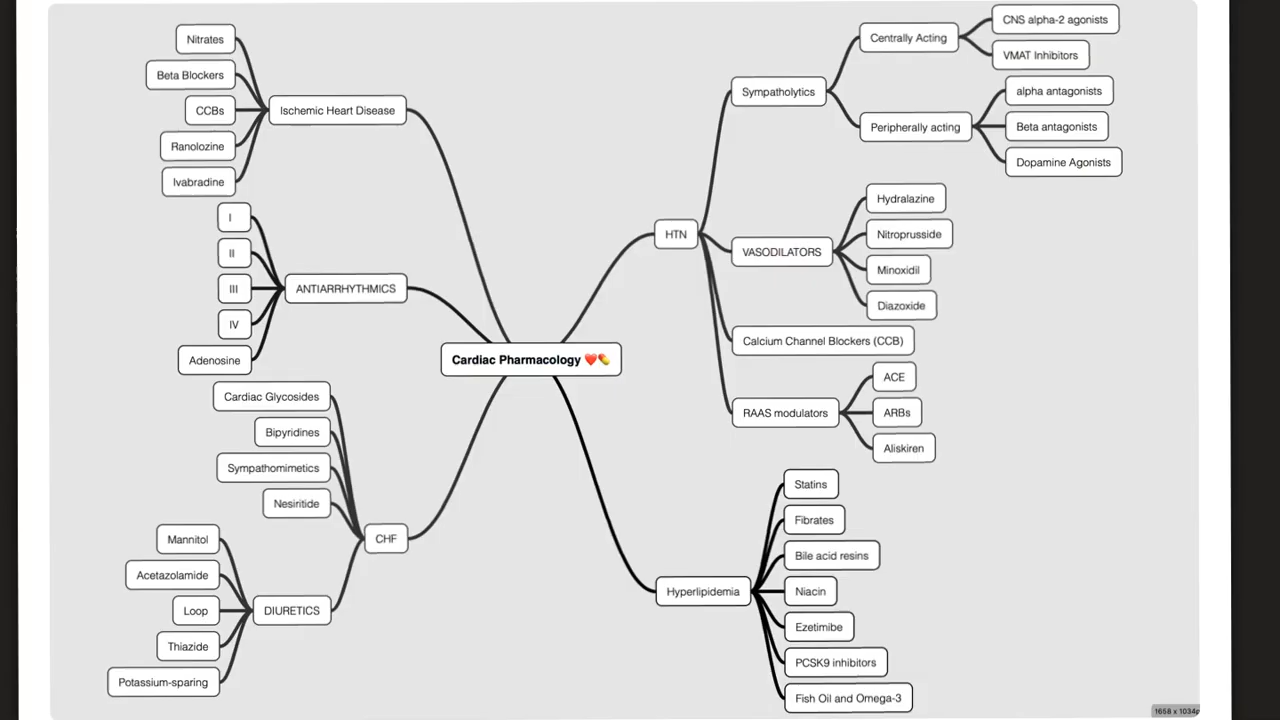 Cardiac Pharmacology ❤️💊
Ischemic Heart Disease
Nitrates
Beta Blockers
CCBs
Ranolozine
Ivabradine
ANTIARRHYTHMICS
I
II
III
IV
Adenosine
CHF
Cardiac Glycosides
Bipyridines
Sympathomimetics
Nesiritide
DIURETICS
Mannitol
Acetazolamide
Loop
Thiazide
Potassium-sparing
HTN
Sympatholytics
Centrally Acting
CNS alpha-2 agonists
VMAT Inhibitors
Peripherally acting
alpha antagonists
Beta antagonists
Dopamine Agonists
VASODILATORS
Hydralazine
Nitroprusside
Minoxidil
Diazoxide
Calcium Channel Blockers (CCB)
RAAS modulators
ACE
ARBs
Aliskiren
Hyperlipidemia
Statins
Fibrates
Bile acid resins
Niacin
Ezetimibe
PCSK9 inhibitors
Fish Oil and Omega-3
1658 x 1034p